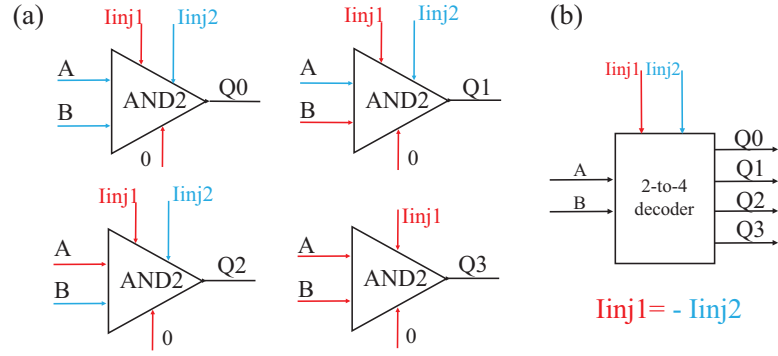 (a)
Iinj1 Iinj2
A
B
AND2
Q0
0
Iinj1 Iinj2
A
B
AND2
Q1
0
Iinj1 Iinj2
A
B
AND2
Q2
0
Iinj1
A
B
AND2
Q3
0
(b)
Iinj1 Iinj2
A
B
2-to-4
decoder
Q0
Q1
Q2
Q3
Iinj1= - Iinj2